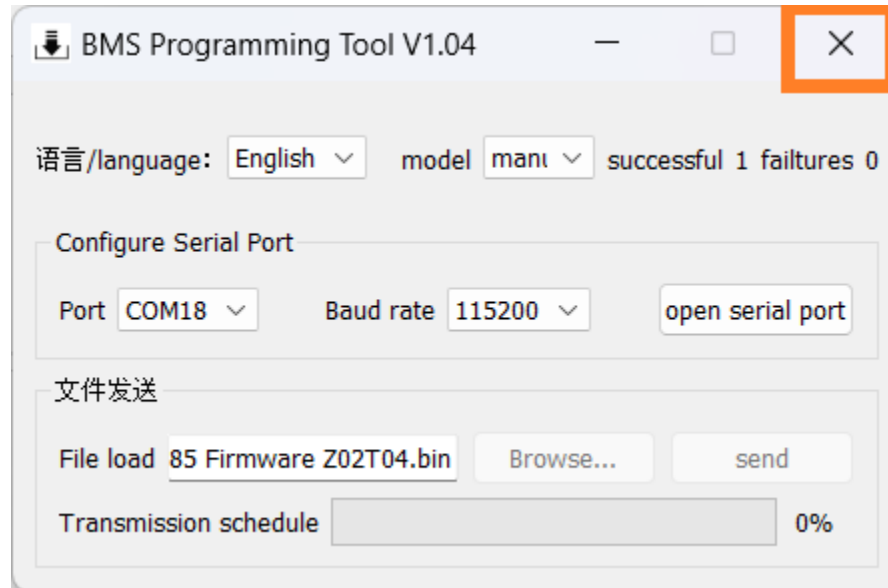 BMS Programming Tool V1.04
语言/language: English model manu successful 1 failtures 0
Configure Serial Port
Port COM18 Baud rate 115200 open serial port
文件发送
File load 85 Firmware Z02T04.bin Browse... send
Transmission schedule 0%